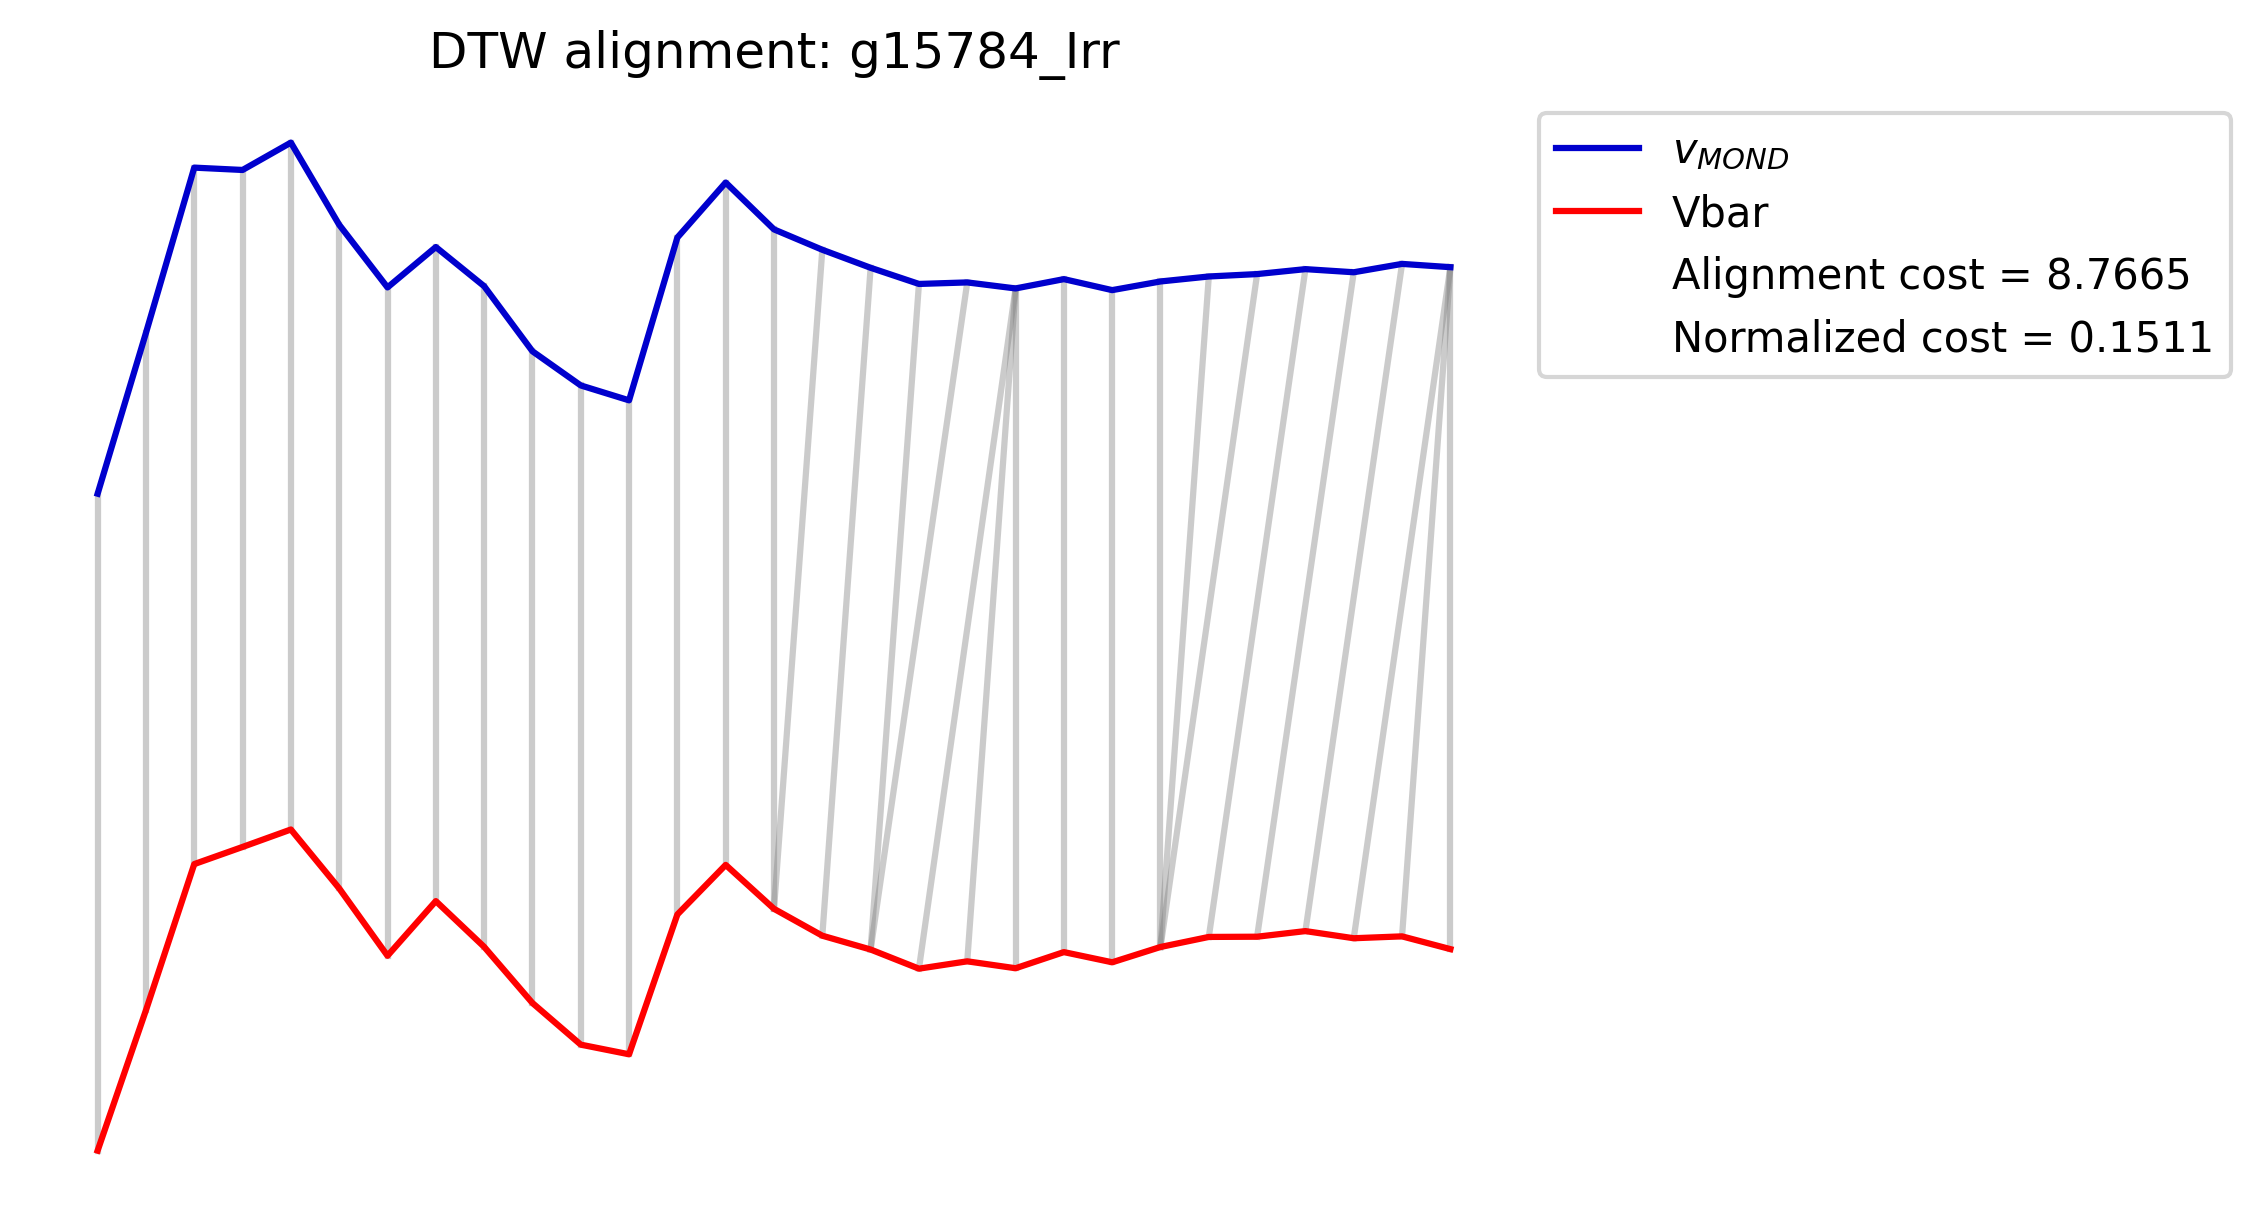 DTW alignment: g15784_Irr
v_MOND
Vbar
Alignment cost = 8.7665
Normalized cost = 0.1511